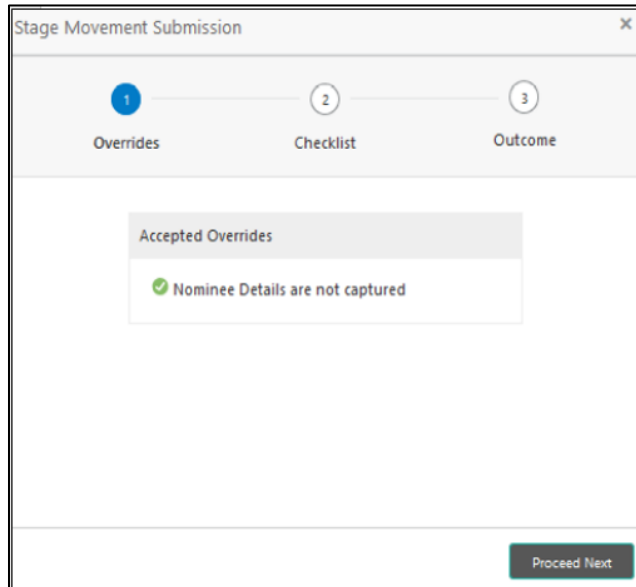 Stage Movement Submission ×
1 2 3
Overrides Checklist Outcome
Accepted Overrides
Nominee Details are not captured
Proceed Next